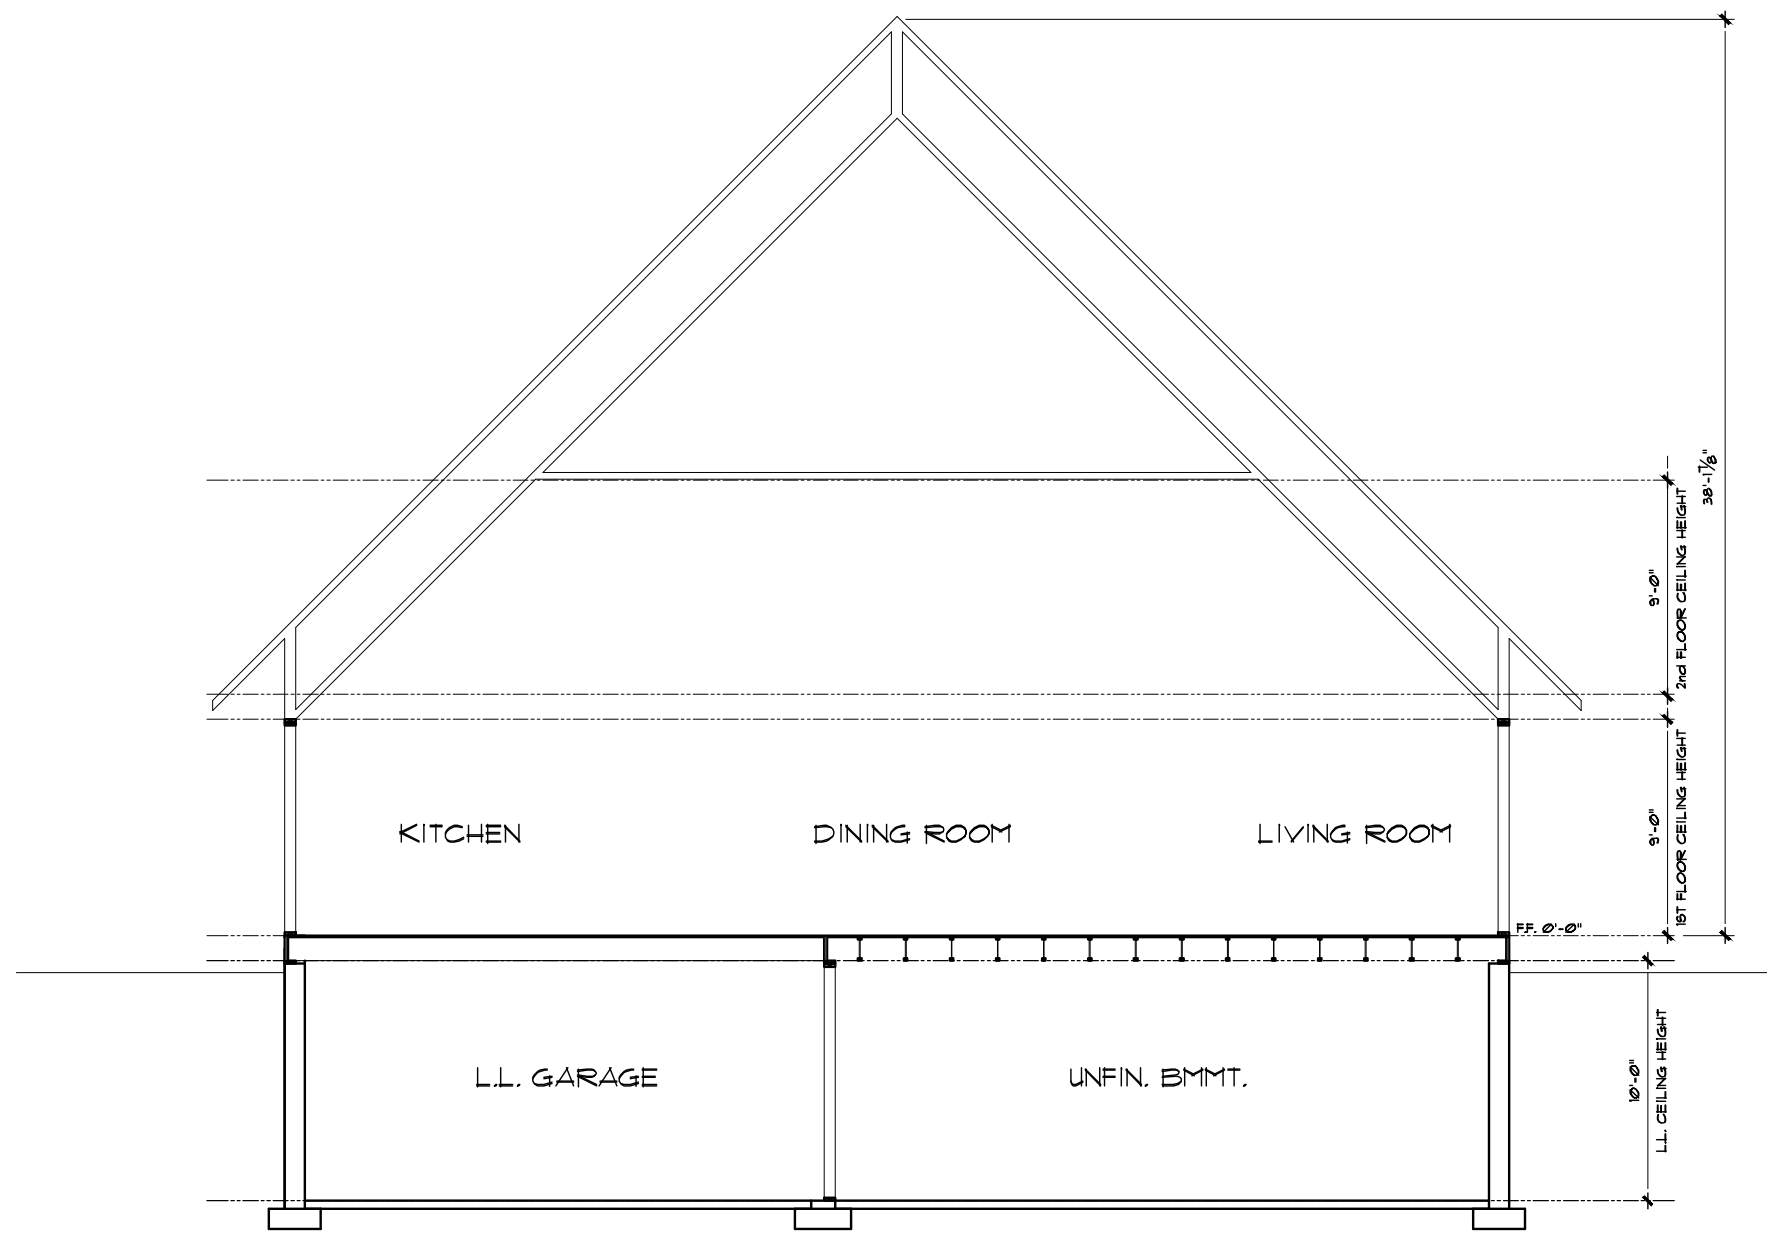 38'-1⅞"
9'-0"
2nd FLOOR CEILING HEIGHT
9'-0"
1ST FLOOR CEILING HEIGHT
KITCHEN
DINING ROOM
LIVING ROOM
F.F. 0'-0"
10'-0"
L.L. CEILING HEIGHT
L.L. GARAGE
UNFIN. BMMT.